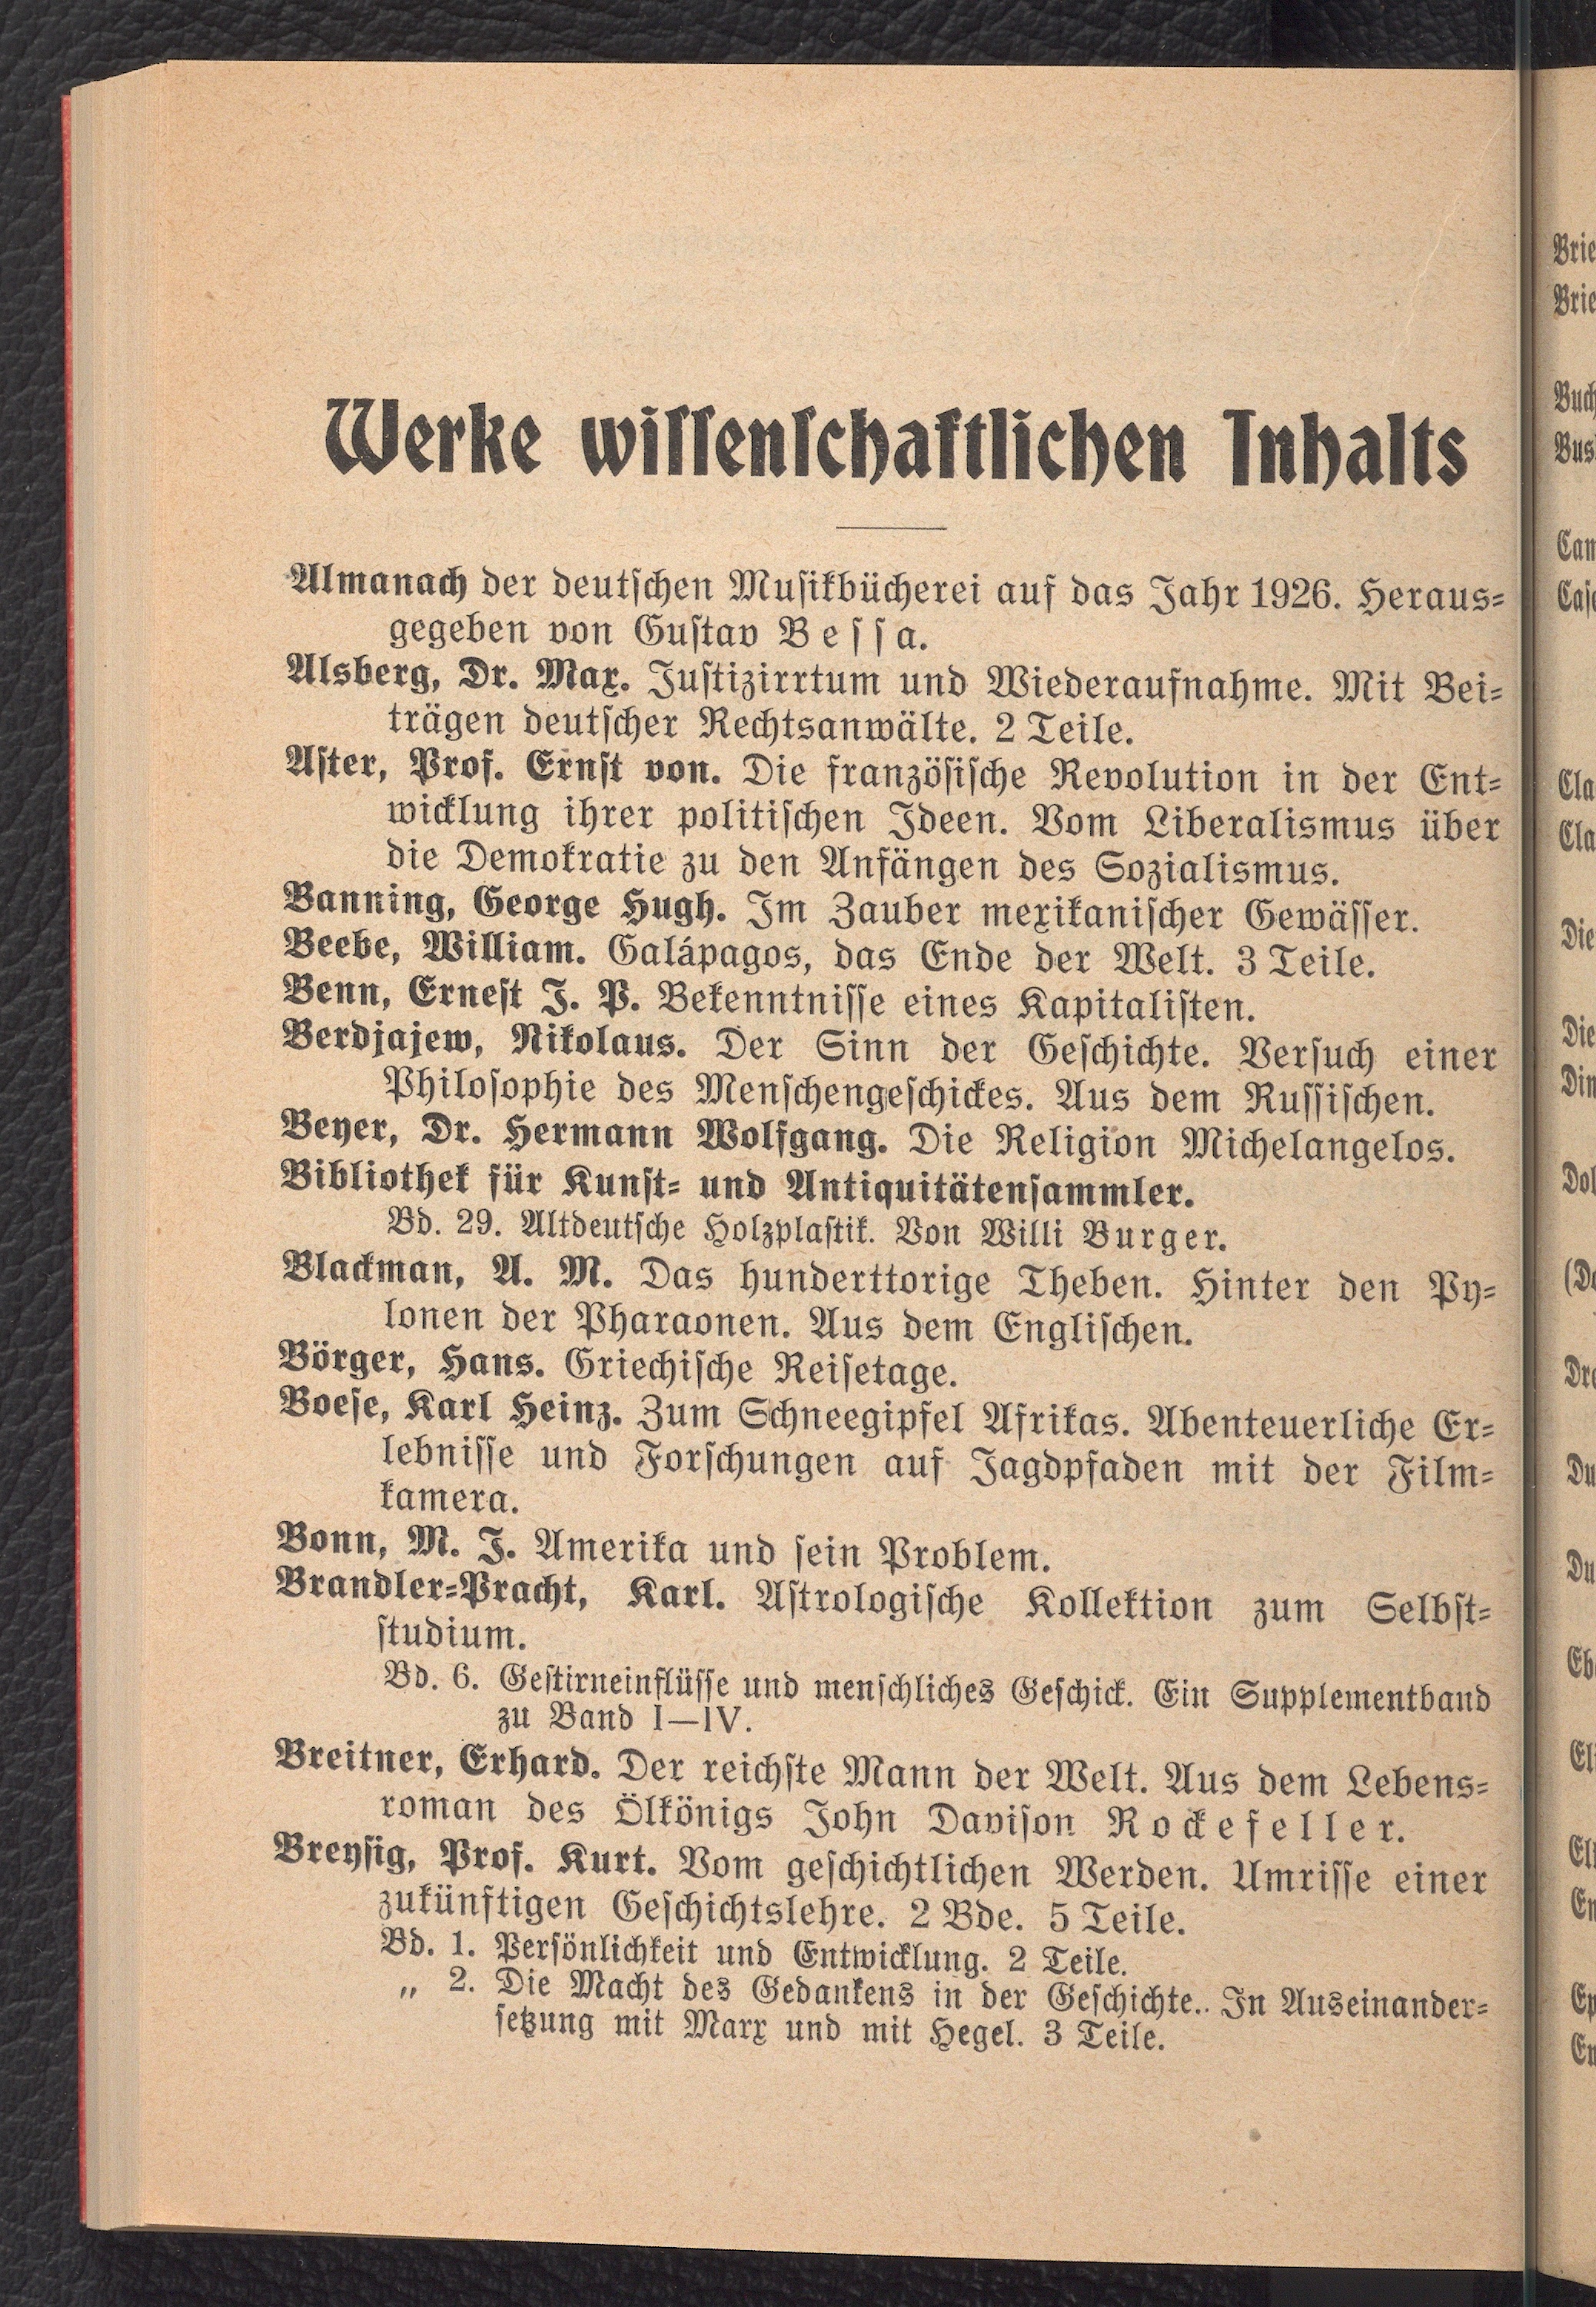 Werke wissenschaftlichen Inhalts
Almanach der deutschen Musikbücherei auf das Jahr 1926. Heraus-
gegeben von Gustav Bessa.
Alsberg, Dr. Max. Justizirrtum und Wiederaufnahme. Mit Bei-
trägen deutscher Rechtsanwälte. 2 Teile.
Aster, Prof. Ernst von. Die französische Revolution in der Ent-
wicklung ihrer politischen Ideen. Vom Liberalismus über
die Demokratie zu den Anfängen des Sozialismus.
Banning, George Hugh. Im Zauber mexikanischer Gewässer.
Beebe, William. Galápagos, das Ende der Welt. 3 Teile.
Benn, Ernest J. P. Bekenntnisse eines Kapitalisten.
Berdjajew, Nikolaus. Der Sinn der Geschichte. Versuch einer
Philosophie des Menschengeschickes. Aus dem Russischen.
Beyer, Dr. Hermann Wolfgang. Die Religion Michelangelos.
Bibliothek für Kunst- und Antiquitätensammler.
Bd. 29. Altdeutsche Holzplastik. Von Willi Burger.
Blackman, A. M. Das hunderttorige Theben. Hinter den Py-
lonen der Pharaonen. Aus dem Englischen.
Börger, Hans. Griechische Reisetage.
Boese, Karl Heinz. Zum Schneegipfel Afrikas. Abenteuerliche Er-
lebnisse und Forschungen auf Jagdpfaden mit der Film-
kamera.
Bonn, M. J. Amerika und sein Problem.
Brandler-Pracht, Karl. Astrologische Kollektion zum Selbst-
studium.
Bd. 6. Gestirneinflüsse und menschliches Geschick. Ein Supplementband
zu Band I—IV.
Breitner, Erhard. Der reichste Mann der Welt. Aus dem Lebens-
roman des Ölkönigs John Davison Rockefeller.
Breysig, Prof. Kurt. Vom geschichtlichen Werden. Umrisse einer
zukünftigen Geschichtslehre. 2 Bde. 5 Teile.
Bd. 1. Persönlichkeit und Entwicklung. 2 Teile.
„ 2. Die Macht des Gedankens in der Geschichte.. In Auseinander-
setzung mit Marx und mit Hegel. 3 Teile.